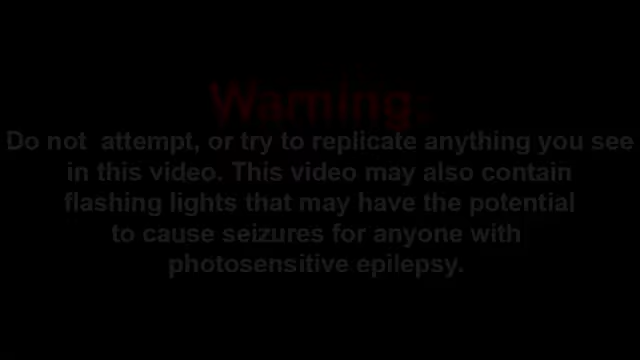 Warning:
Do not attempt, or try to replicate anything you see
in this video. This video may also contain
flashing lights that may have the potential
to cause seizures for anyone with
photosensitive epilepsy.